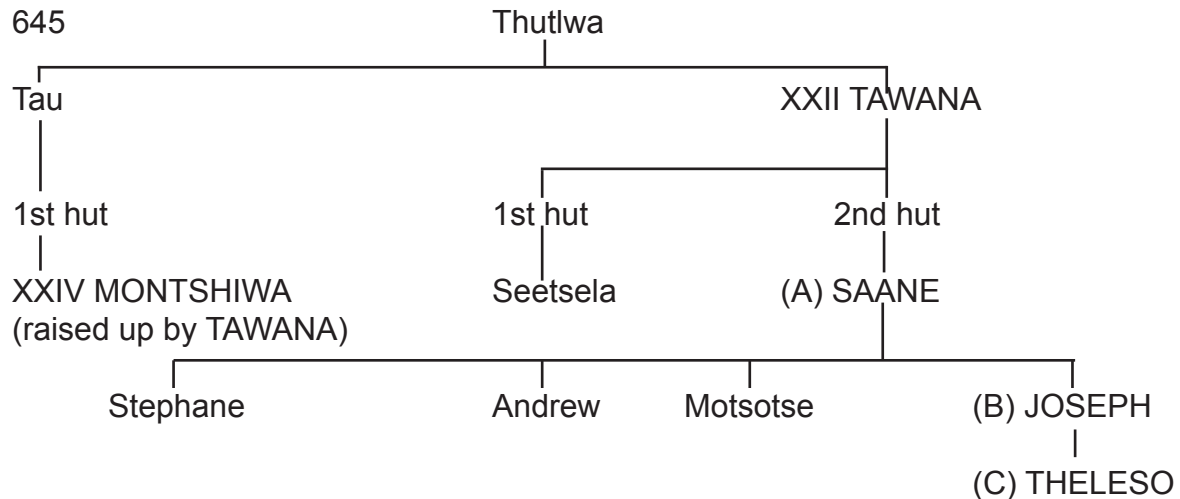 645 Thutlwa
Tau XXII TAWANA
1st hut 1st hut 2nd hut
XXIV MONTSHIWA Seetsela (A) SAANE
(raised up by TAWANA)
Stephane Andrew Motsotse (B) JOSEPH
(C) THELESO